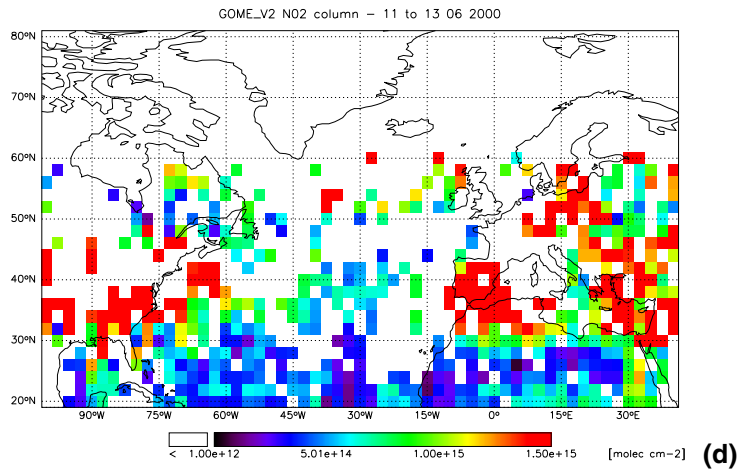 GOME_V2 NO2 column - 11 to 13 06 2000
80°N
70°N
60°N
50°N
40°N
30°N
20°N
90°W 75°W 60°W 45°W 30°W 15°W 0°E 15°E 30°E
< 1.00e+12 5.01e+14 1.00e+15 1.50e+15 [molec cm-2]
(d)